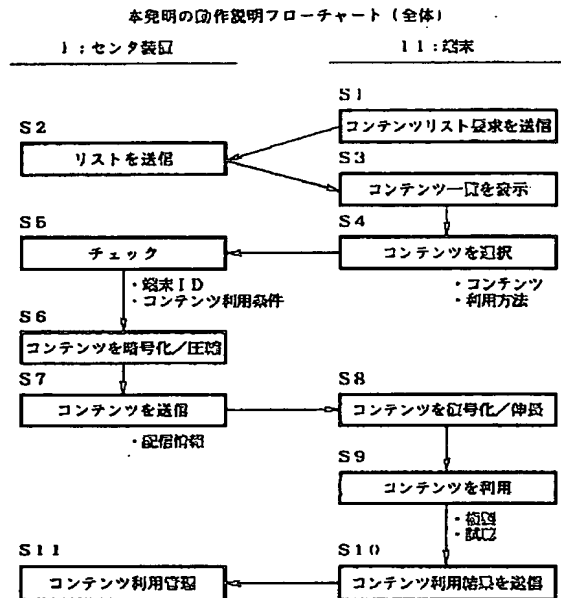 本発明の動作説明フローチャート（全体）
1：センタ装置
11：端末
S1
コンテンツリスト要求を送信
S2
リストを送信
S3
コンテンツ一覧を表示
S4
コンテンツを選択
・コンテンツ
・利用方法
S5
チェック
・端末ID
・コンテンツ利用条件
S6
コンテンツを暗号化／圧縮
S7
コンテンツを送信
・配信情報
S8
コンテンツを復号化／伸長
S9
コンテンツを利用
S10
コンテンツ利用結果を送信
S11
コンテンツ利用管理